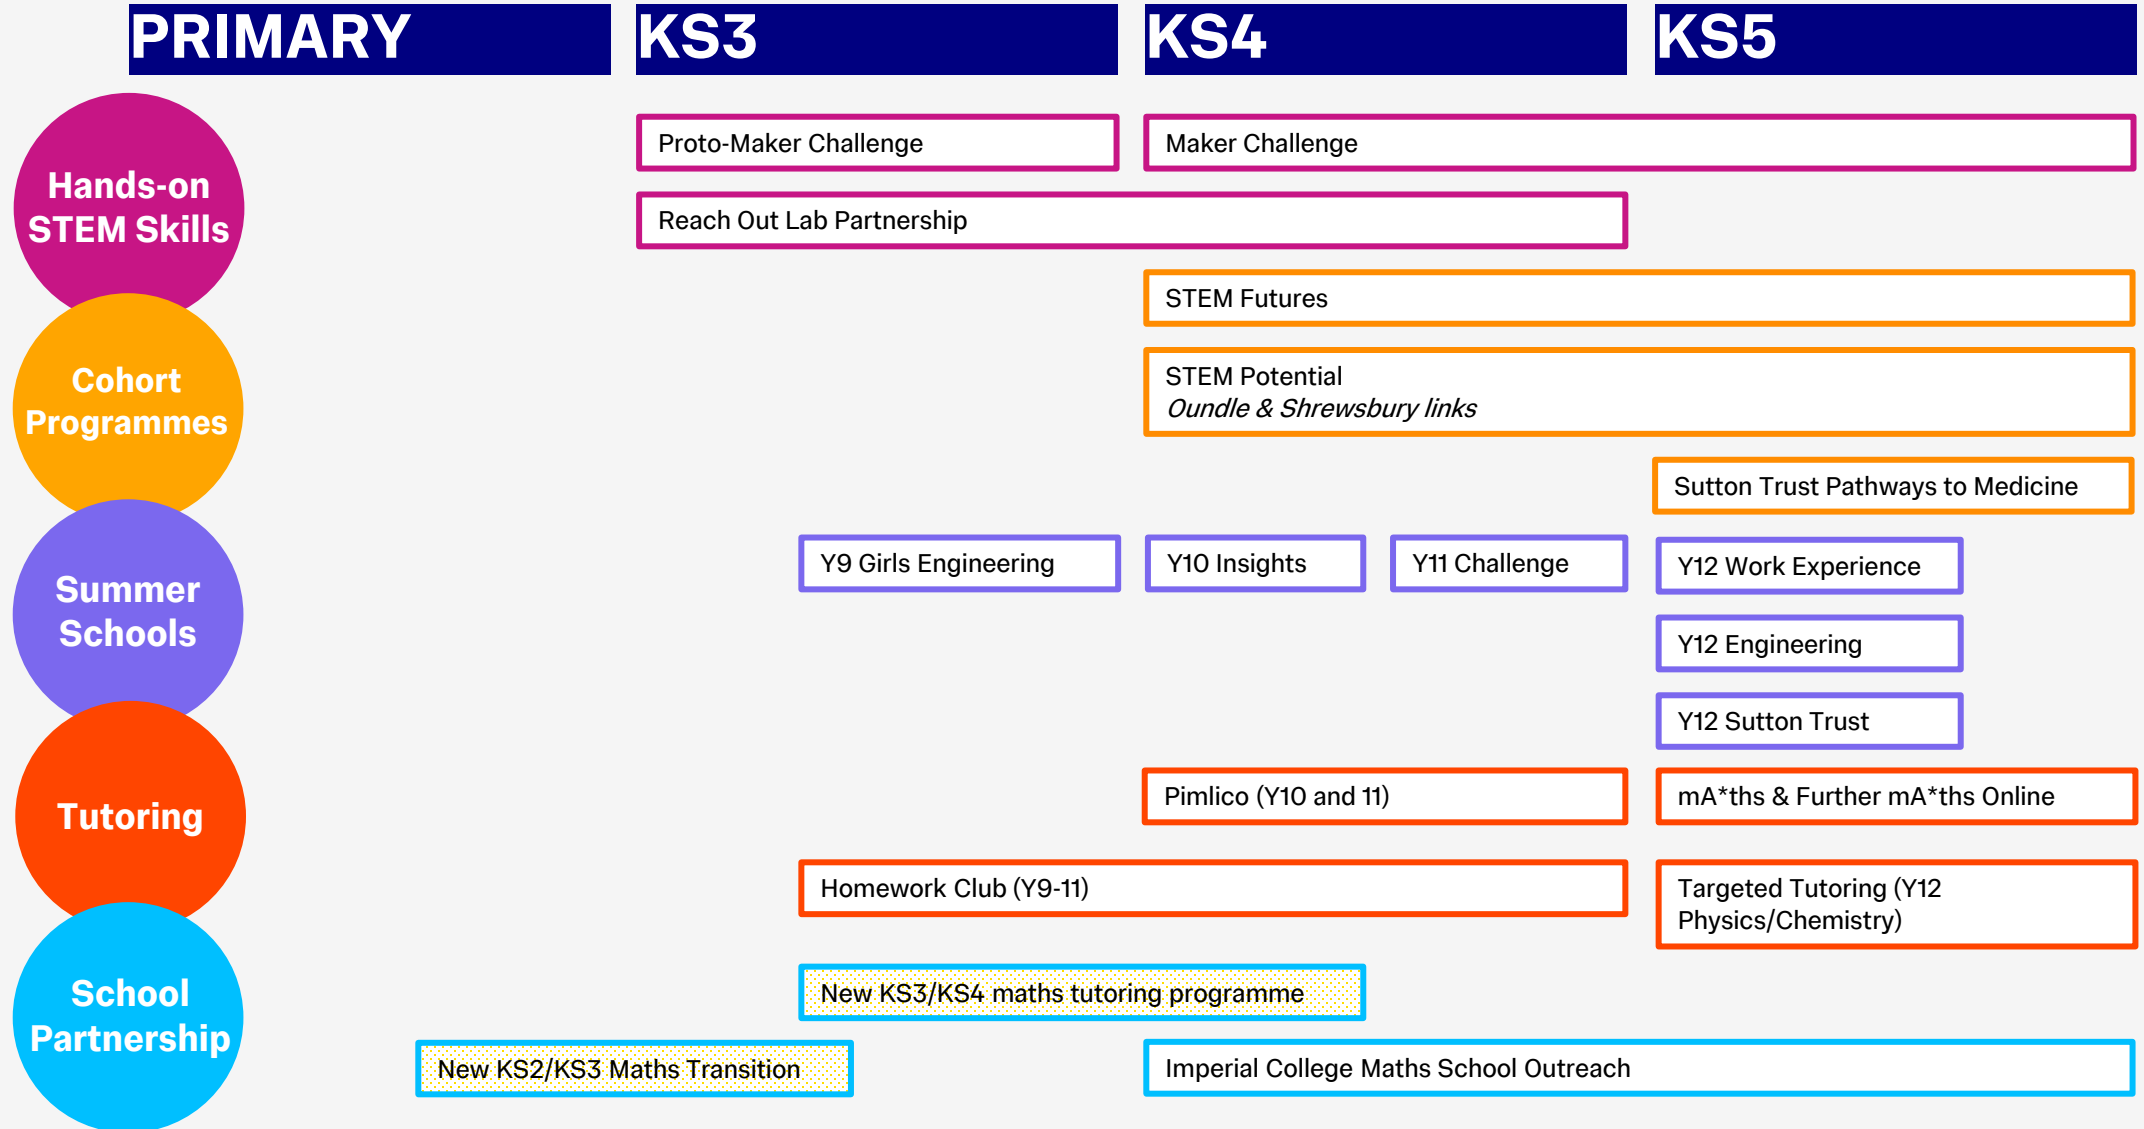 PRIMARY
KS3
KS4
KS5
Hands-on
STEM Skills
Proto-Maker Challenge
Maker Challenge
Reach Out Lab Partnership
Cohort
Programmes
STEM Futures
STEM Potential
Oundle & Shrewsbury links
Sutton Trust Pathways to Medicine
Summer
Schools
Y9 Girls Engineering
Y10 Insights
Y11 Challenge
Y12 Work Experience
Y12 Engineering
Y12 Sutton Trust
Tutoring
Pimlico (Y10 and 11)
mA*ths & Further mA*ths Online
Homework Club (Y9-11)
Targeted Tutoring (Y12
Physics/Chemistry)
School
Partnership
New KS3/KS4 maths tutoring programme
New KS2/KS3 Maths Transition
Imperial College Maths School Outreach